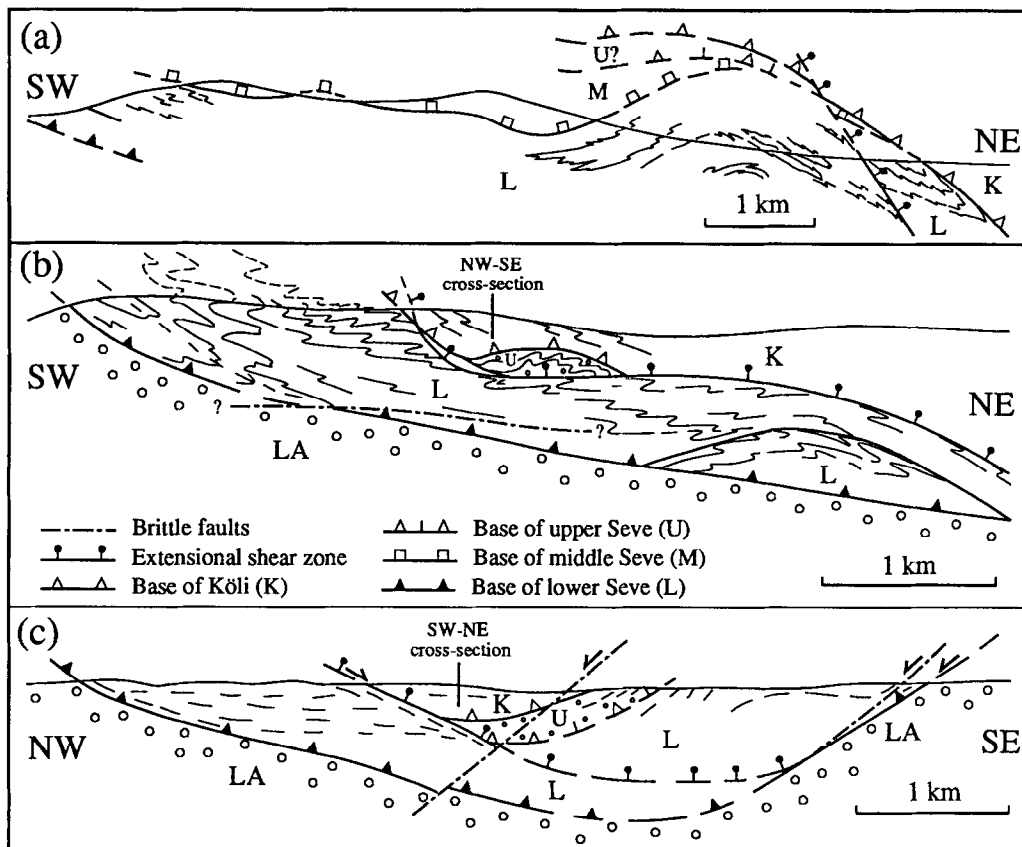 (a)
SW
U?
M
NE
K
L
L
1 km
(b)
NW-SE
cross-section
SW
U
K
L
NE
?
?
LA
L
Brittle faults
Extensional shear zone
Base of Köli (K)
Base of upper Seve (U)
Base of middle Seve (M)
Base of lower Seve (L)
1 km
(c)
SW-NE
cross-section
K
U
NW
L
LA
SE
LA
L
1 km